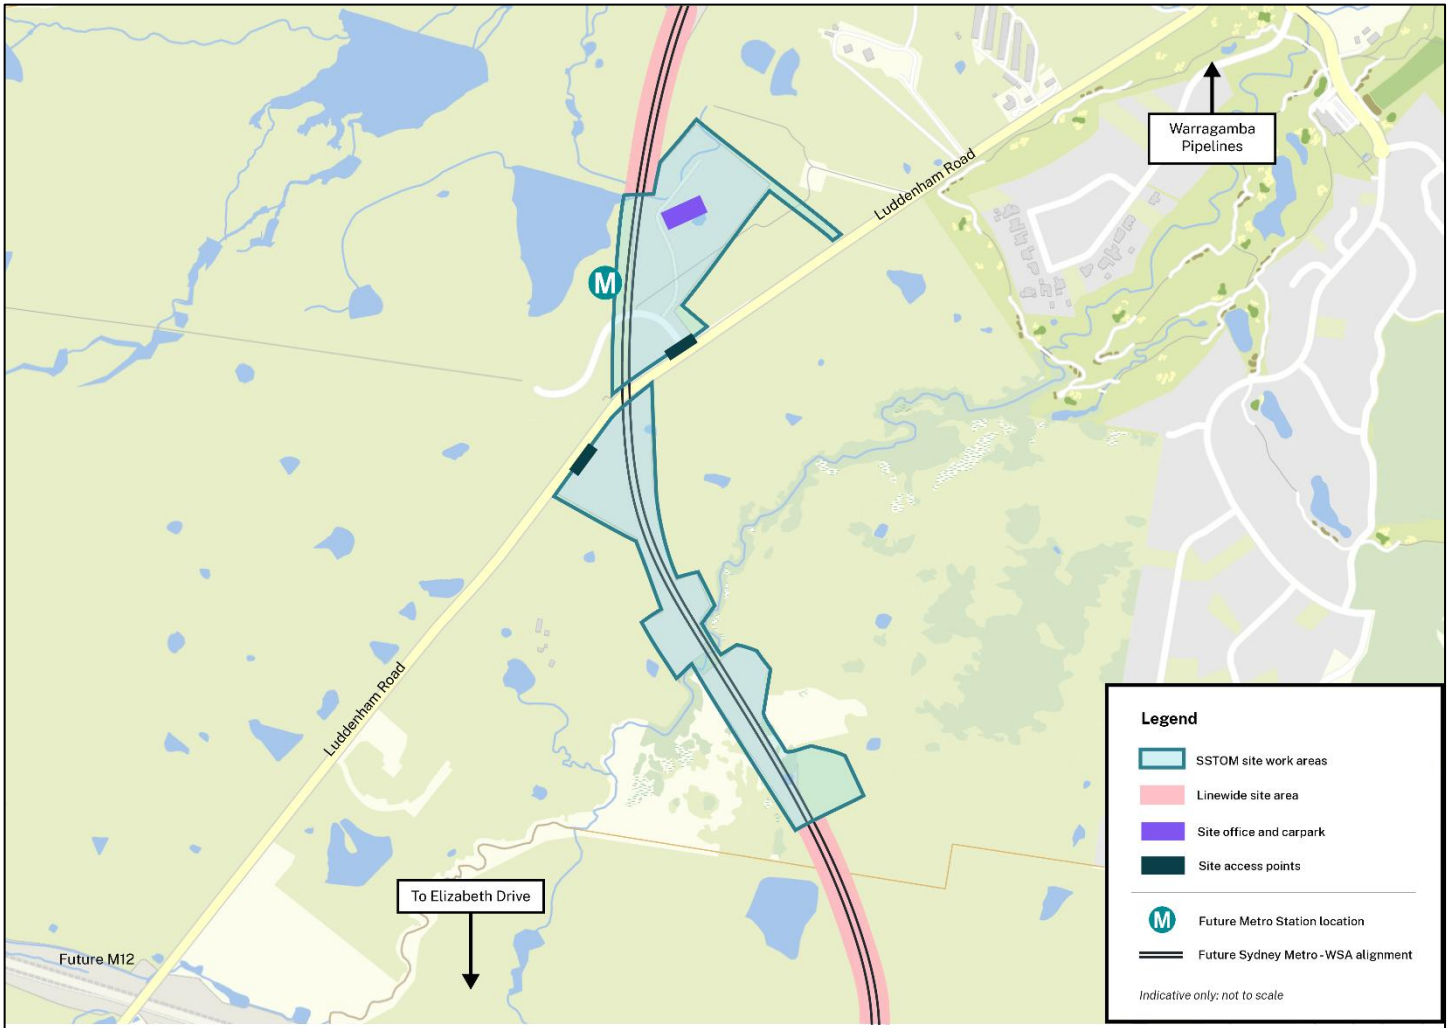 Warragamba
Pipelines
Luddenham Road
M
Luddenham Road
To Elizabeth Drive
Future M12
Legend
SSTOM site work areas
Linewide site area
Site office and carpark
Site access points
M
Future Metro Station location
Future Sydney Metro - WSA alignment
Indicative only; not to scale